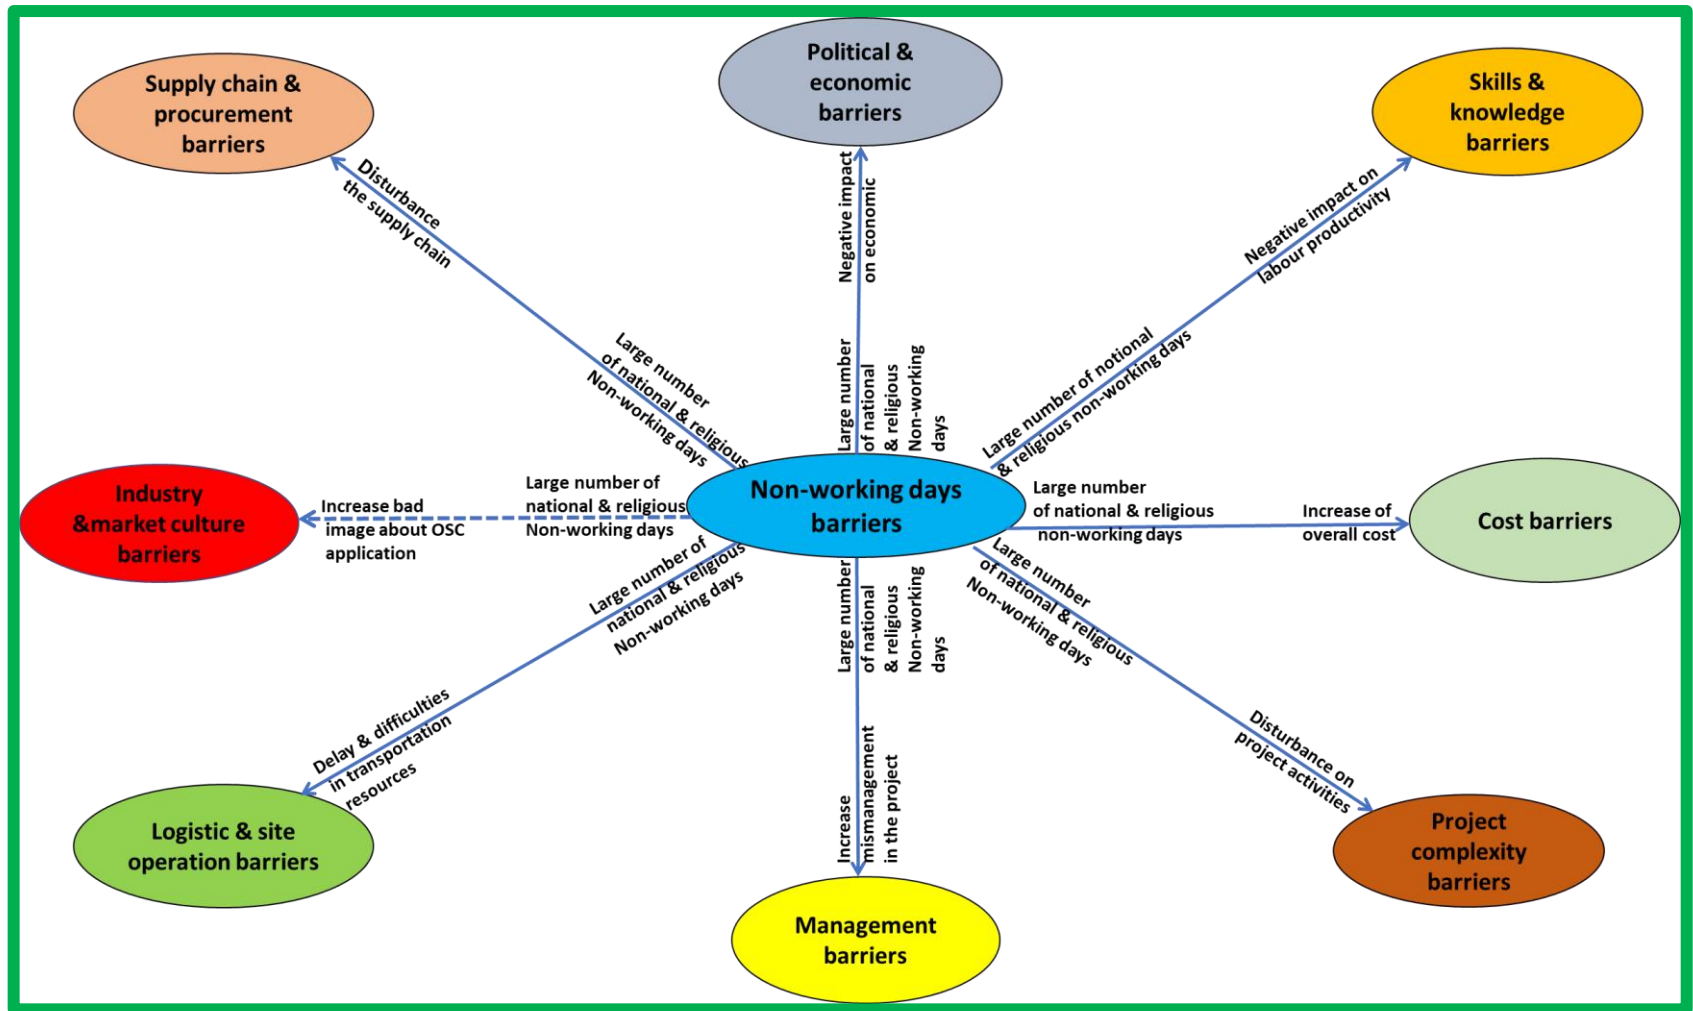 Supply chain &
procurement
barriers
Political &
economic
barriers
Skills &
knowledge
barriers
Disturbance
the supply chain
Negative impact
on economic
Negative impact on
labour productivity
Large number
of national & religious
Non-working days
Large number
of national
& religious
Non-working
days
Large number of notional
& religious non-working days
Industry
&market culture
barriers
Increase bad
image about OSC
application
Large number of
national & religious
Non-working days
Non-working days
barriers
Large number
of national & religious
non-working days
Increase of
overall cost
Cost barriers
Large number of
national & religious
Non-working days
Delay & difficulties
in transportation
resources
Large number
of national
& religious
Non-working
days
Increase
mismanagement
in the project
Large number
of national & religious
Non-working days
Disturbance on
project activities
Logistic & site
operation barriers
Management
barriers
Project
complexity
barriers